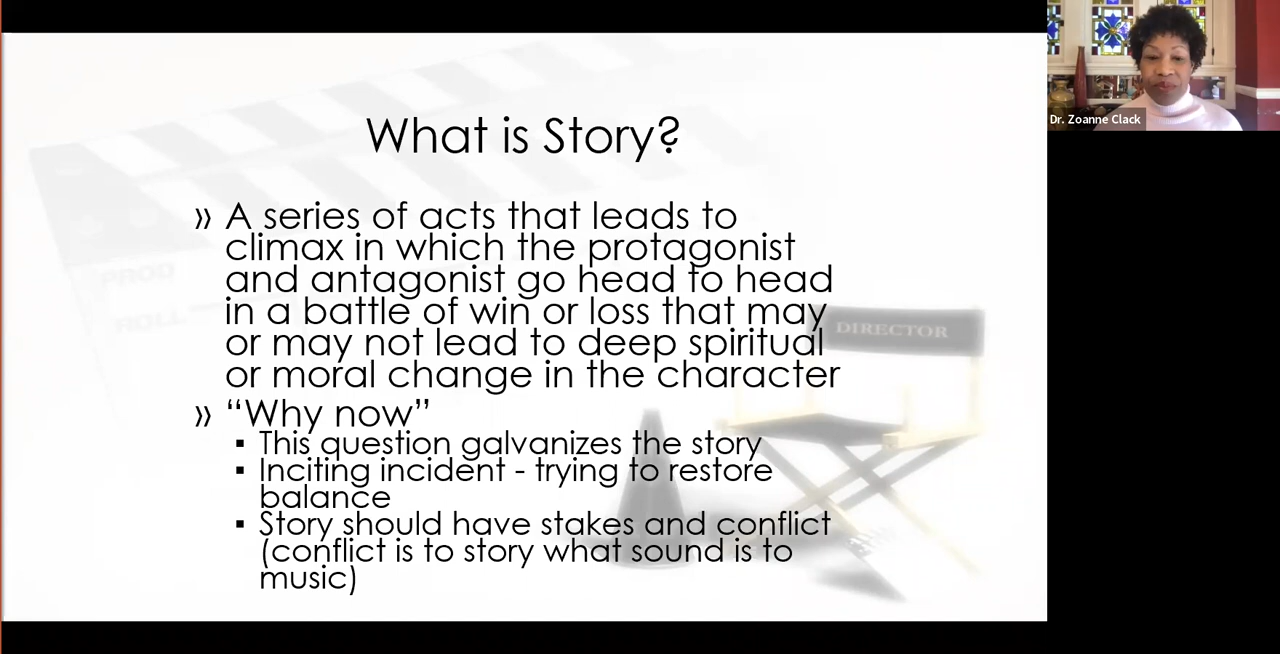 What is Story?
» A series of acts that leads to
climax in which the protagonist
and antagonist go head to head
in a battle of win or loss that may
or may not lead to deep spiritual
or moral change in the character
» “Why now”
▪ This question galvanizes the story
▪ Inciting incident - trying to restore
balance
▪ Story should have stakes and conflict
(conflict is to story what sound is to
music)
PROD
ROLL
DIRECTOR
Dr. Zoanne Clack